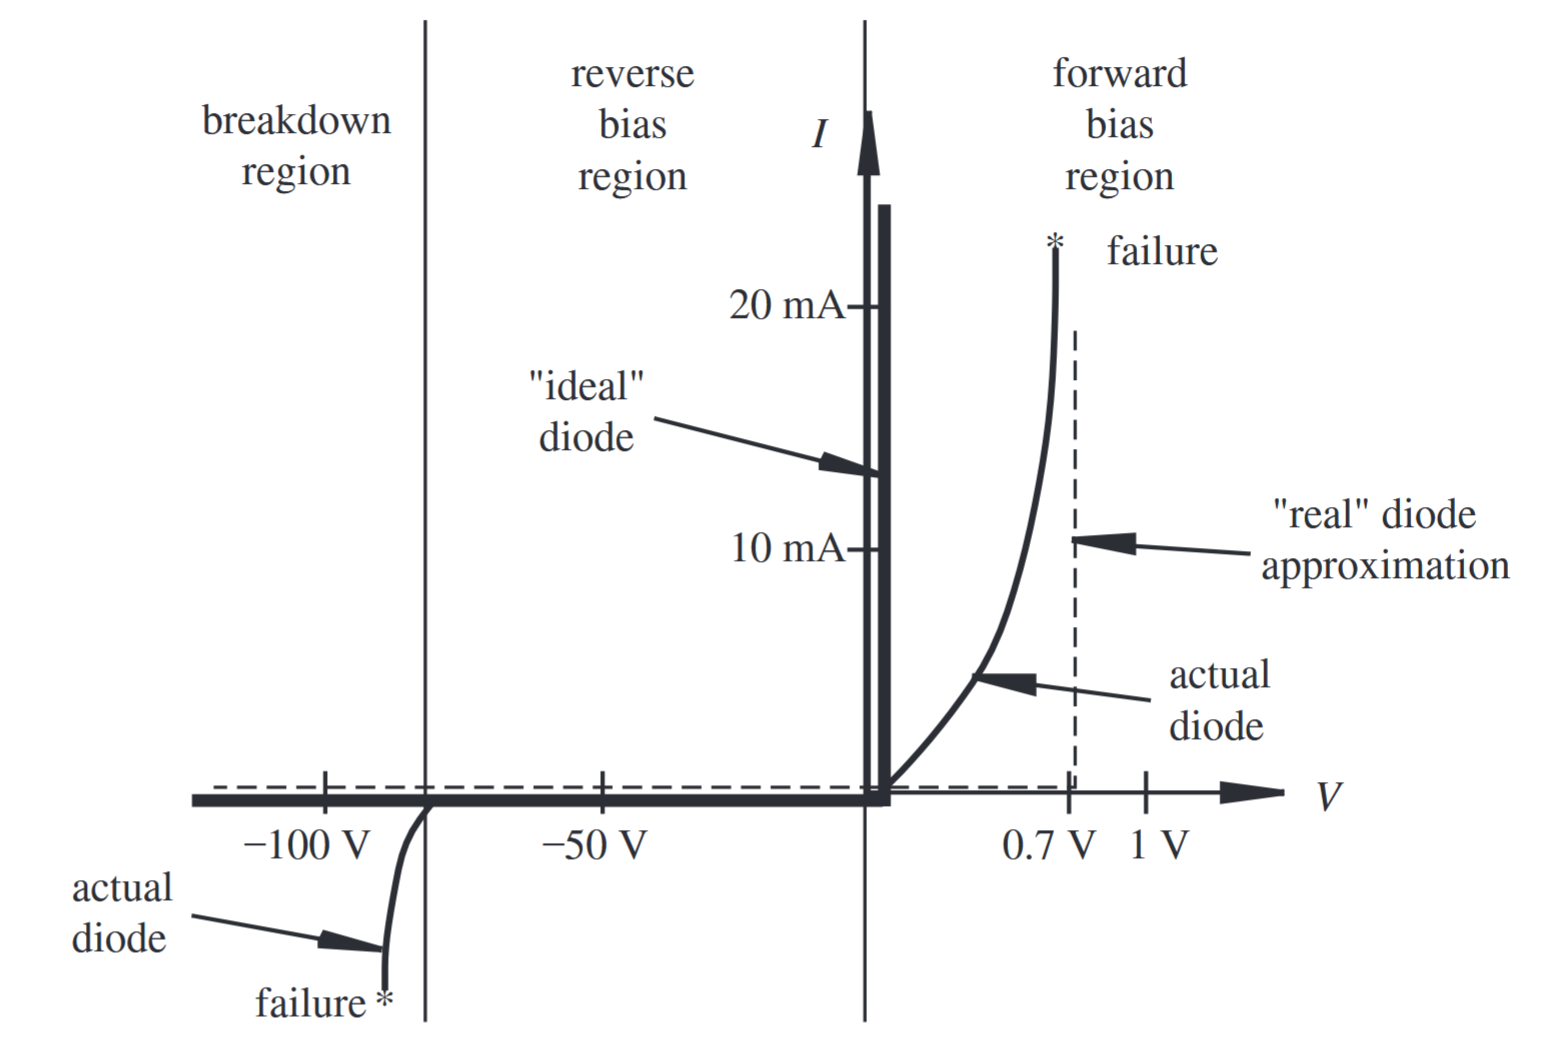 breakdown
region
reverse
bias
region
forward
bias
region
I
* failure
20 mA
"ideal"
diode
10 mA
"real" diode
approximation
actual
diode
−100 V
−50 V
0.7 V
1 V
V
actual
diode
failure *